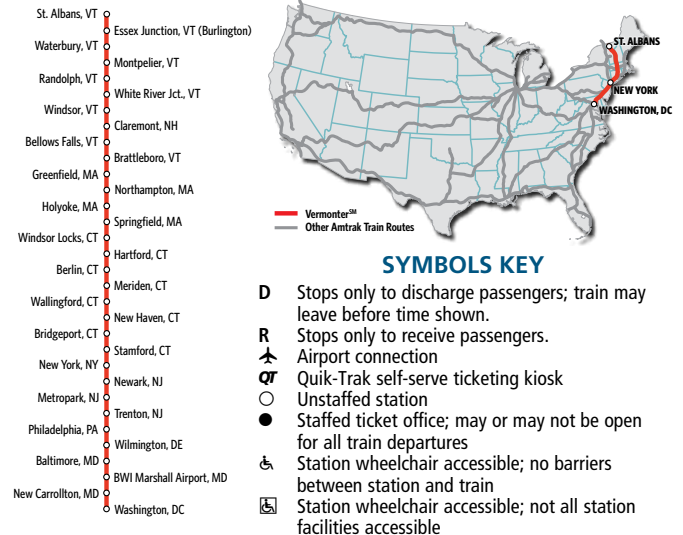 St. Albans, VT
Essex Junction, VT (Burlington)
Waterbury, VT
Montpelier, VT
Randolph, VT
White River Jct., VT
Windsor, VT
Claremont, NH
Bellows Falls, VT
Brattleboro, VT
Greenfield, MA
Northampton, MA
Holyoke, MA
Springfield, MA
Windsor Locks, CT
Hartford, CT
Berlin, CT
Meriden, CT
Wallingford, CT
New Haven, CT
Bridgeport, CT
Stamford, CT
New York, NY
Newark, NJ
Metropark, NJ
Trenton, NJ
Philadelphia, PA
Wilmington, DE
Baltimore, MD
BWI Marshall Airport, MD
New Carrollton, MD
Washington, DC
ST. ALBANS
NEW YORK
WASHINGTON, DC
Vermonter℠
Other Amtrak Train Routes
SYMBOLS KEY
D Stops only to discharge passengers; train may
leave before time shown.
R Stops only to receive passengers.
Airport connection
QT Quik-Trak self-serve ticketing kiosk
Unstaffed station
Staffed ticket office; may or may not be open
for all train departures
Station wheelchair accessible; no barriers
between station and train
Station wheelchair accessible; not all station
facilities accessible